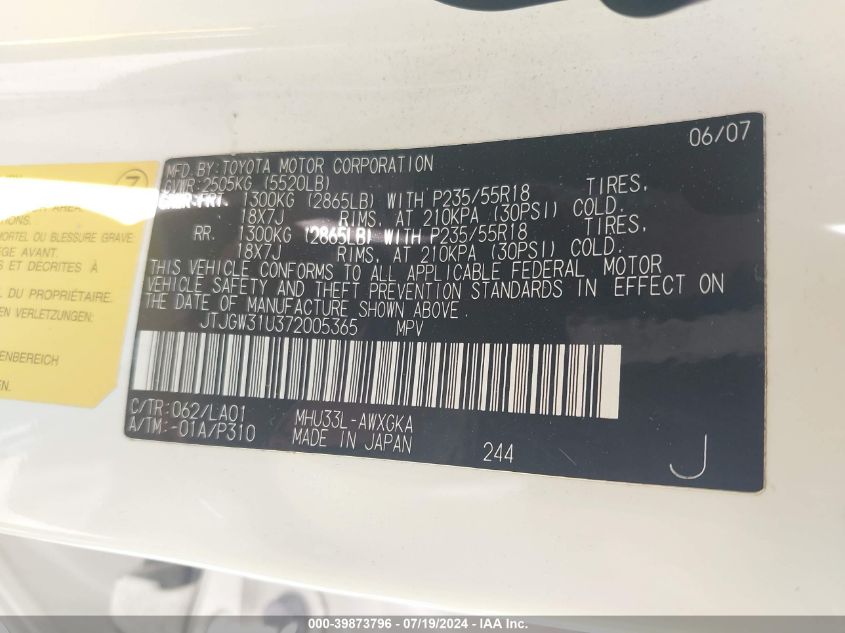 06/07
MFD. BY: TOYOTA MOTOR CORPORATION
GVWR: 2505KG (5520LB)
1300KG (2865LB) WITH P235/55R18 TIRES,
18X7J RIMS, AT 210KPA (30PSI) COLD.
RR. 1300KG (2865LB) WITH P235/55R18 TIRES,
18X7J RIMS, AT 210KPA (30PSI) COLD.
THIS VEHICLE CONFORMS TO ALL APPLICABLE FEDERAL MOTOR
VEHICLE SAFETY AND THEFT PREVENTION STANDARDS IN EFFECT ON
THE DATE OF MANUFACTURE SHOWN ABOVE.
JTJGW31U372005365 MPV
C/TR: 062/LA01 MHU33L-AWXGKA
A/TM: -01A/P310 MADE IN JAPAN 244
J
AREA.
MORTEL OU BLESSURE GRAVE
AVANT.
ET DECRITES À
DU PROPRIÉTAIRE.
EN VERLETZUNGEN:
ENBEREICH
EN.
(WHO-39873796 - 07/19/2024 - IAA Inc.